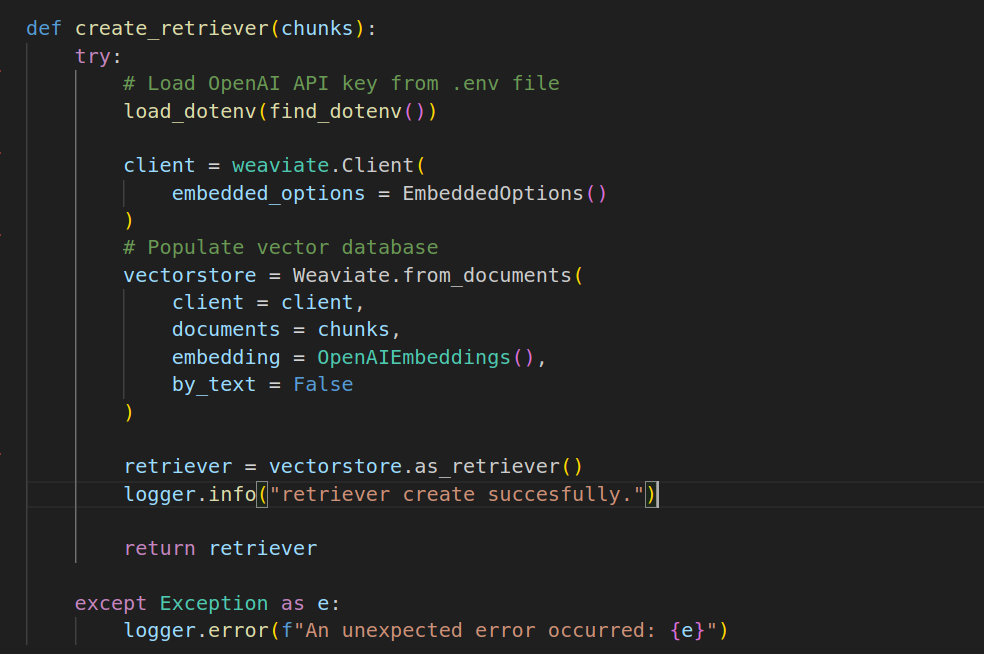 def create_retriever(chunks):
    try:
        # Load OpenAI API key from .env file
        load_dotenv(find_dotenv())

        client = weaviate.Client(
            embedded_options = EmbeddedOptions()
        )
        # Populate vector database
        vectorstore = Weaviate.from_documents(
            client = client,
            documents = chunks,
            embedding = OpenAIEmbeddings(),
            by_text = False
        )

        retriever = vectorstore.as_retriever()
        logger.info("retriever create succesfully.")

        return retriever

    except Exception as e:
        logger.error(f"An unexpected error occurred: {e}")